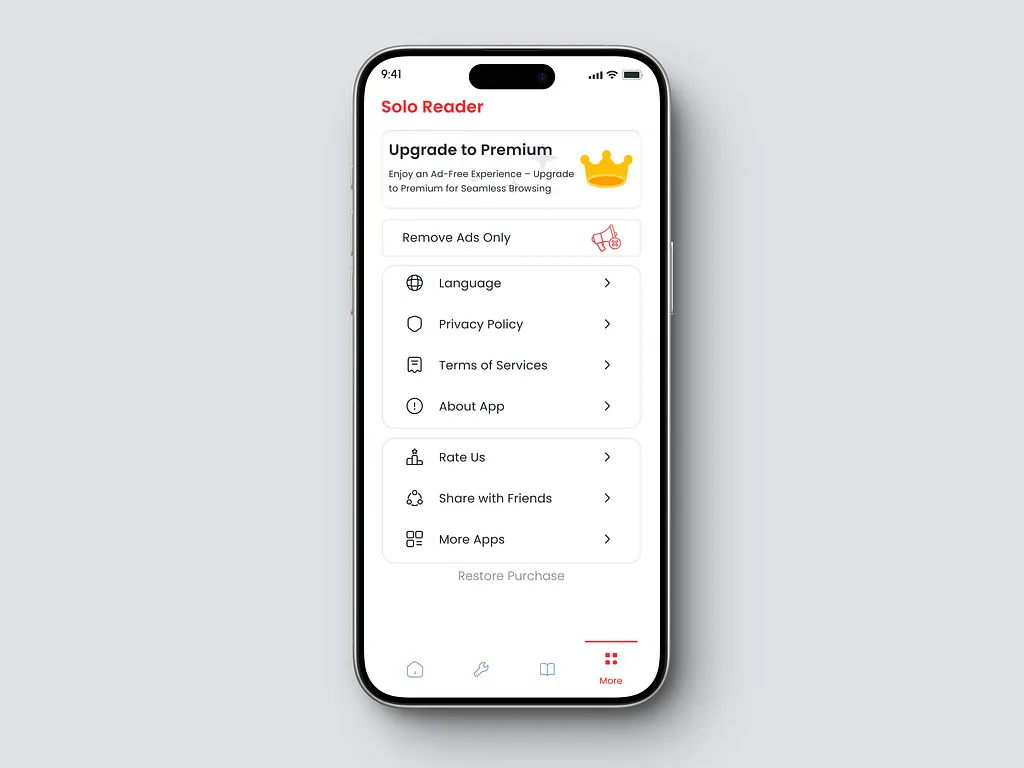 9:41
Solo Reader
Upgrade to Premium
Enjoy an Ad-Free Experience – Upgrade
to Premium for Seamless Browsing
Remove Ads Only
Language
Privacy Policy
Terms of Services
About App
Rate Us
Share with Friends
More Apps
Restore Purchase
More